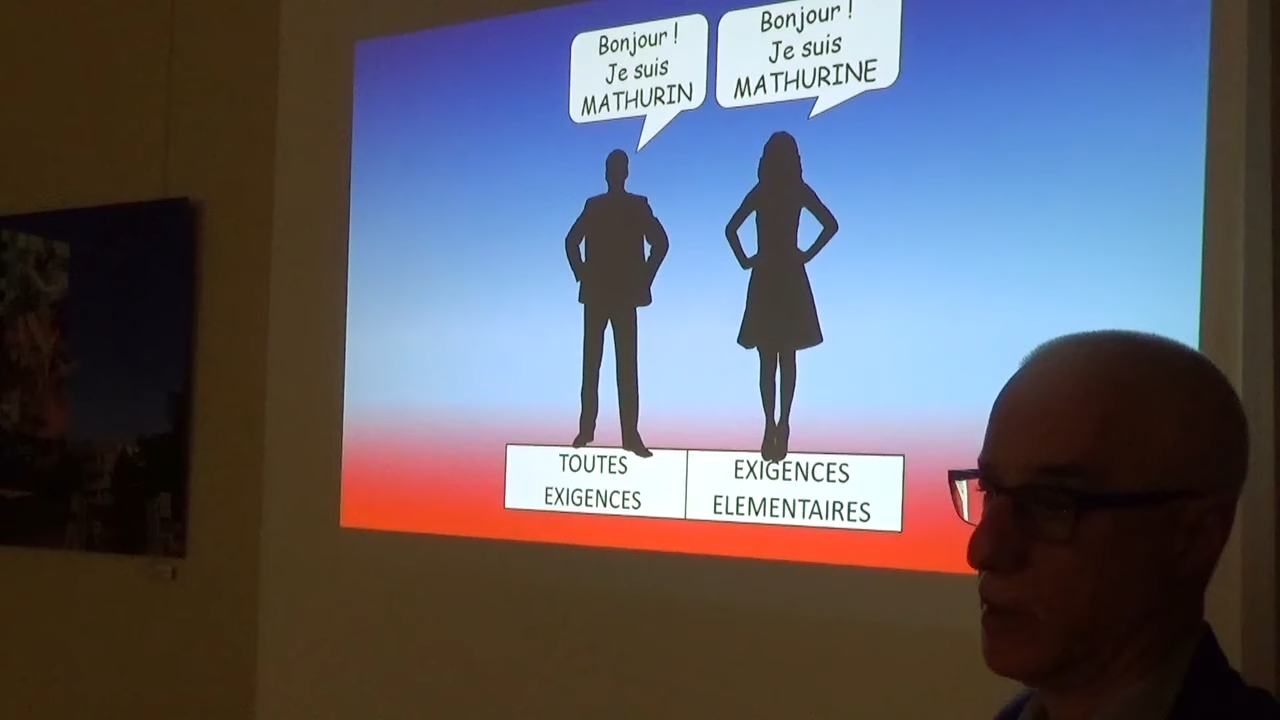 Bonjour !
Je suis
MATHURIN
Bonjour !
Je suis
MATHURINE
TOUTES
EXIGENCES
EXIGENCES
ELEMENTAIRES